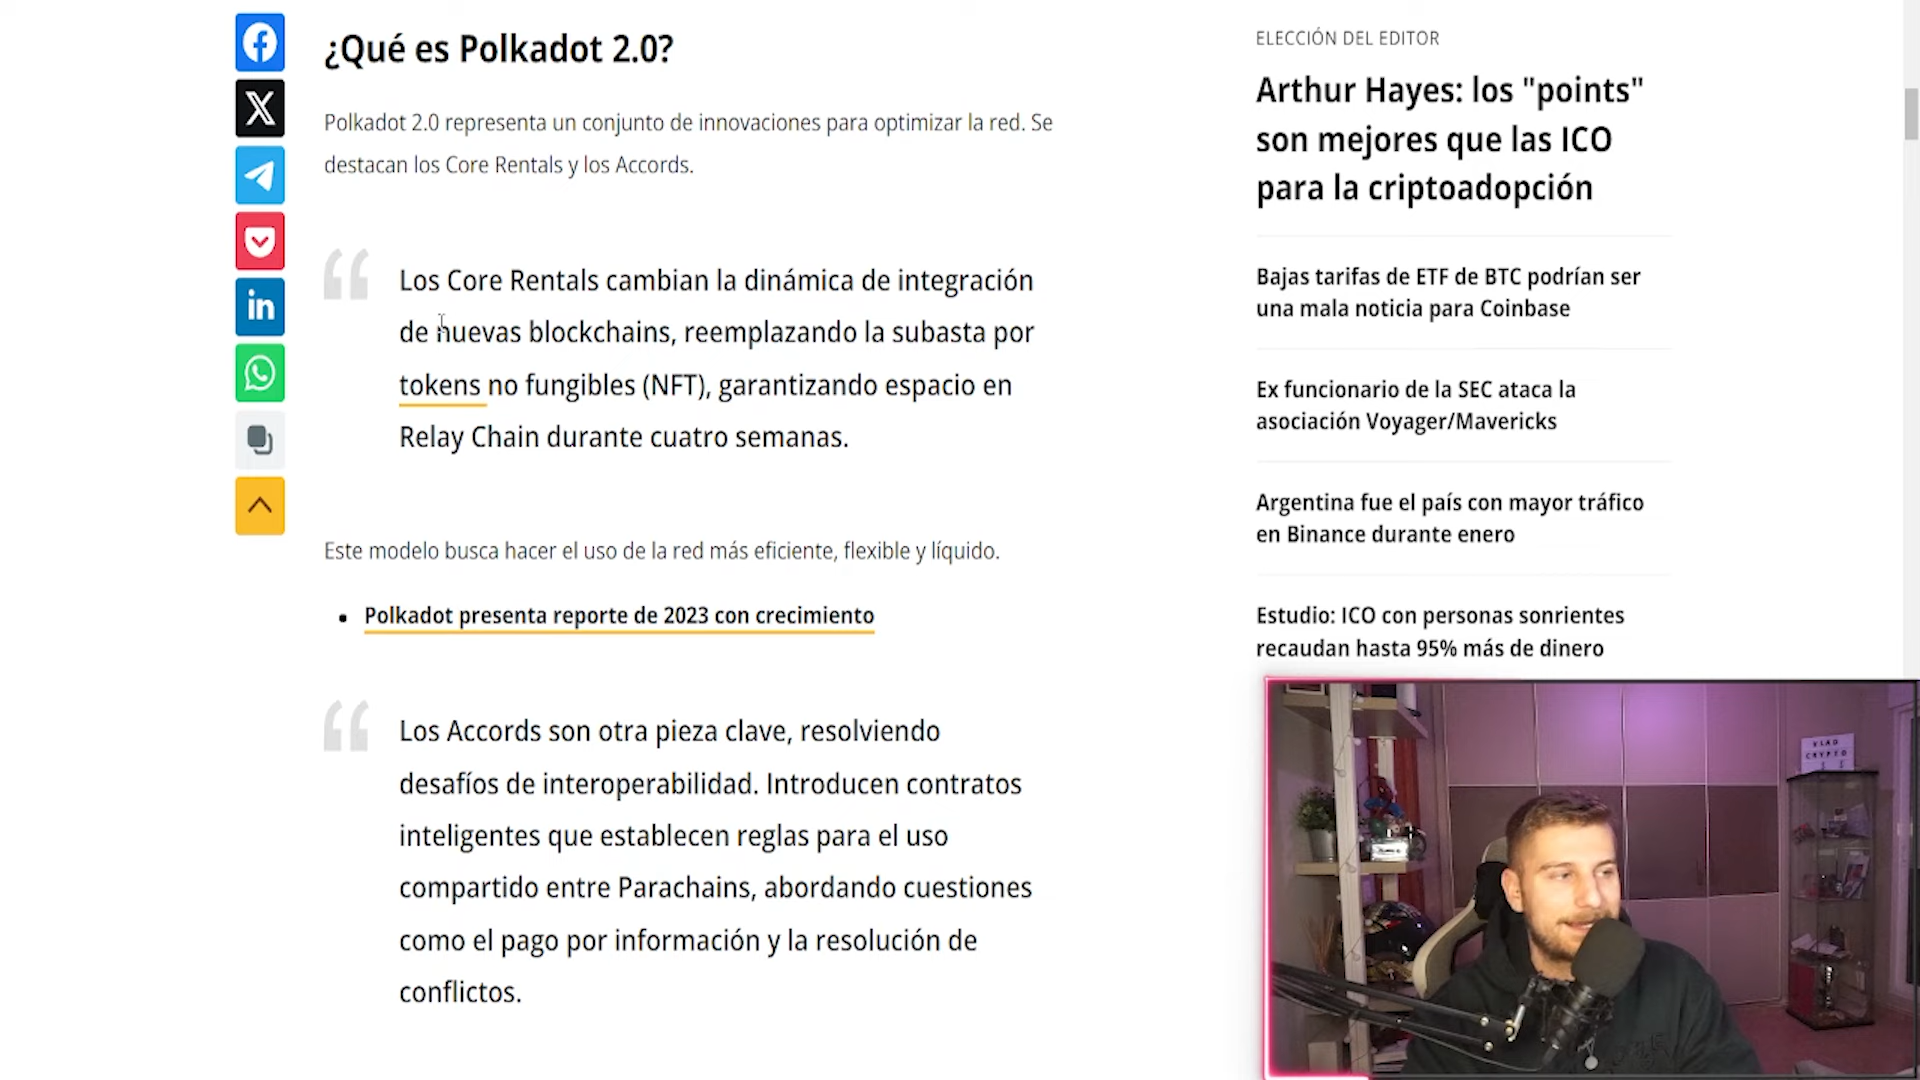 ¿Qué es Polkadot 2.0?
Polkadot 2.0 representa un conjunto de innovaciones para optimizar la red. Se
destacan los Core Rentals y los Accords.
Los Core Rentals cambian la dinámica de integración
de nuevas blockchains, reemplazando la subasta por
tokens no fungibles (NFT), garantizando espacio en
Relay Chain durante cuatro semanas.
Este modelo busca hacer el uso de la red más eficiente, flexible y líquido.
Polkadot presenta reporte de 2023 con crecimiento
Los Accords son otra pieza clave, resolviendo
desafíos de interoperabilidad. Introducen contratos
inteligentes que establecen reglas para el uso
compartido entre Parachains, abordando cuestiones
como el pago por información y la resolución de
conflictos.
ELECCIÓN DEL EDITOR
Arthur Hayes: los "points"
son mejores que las ICO
para la criptoadopción
Bajas tarifas de ETF de BTC podrían ser
una mala noticia para Coinbase
Ex funcionario de la SEC ataca la
asociación Voyager/Mavericks
Argentina fue el país con mayor tráfico
en Binance durante enero
Estudio: ICO con personas sonrientes
recaudan hasta 95% más de dinero
VLAD
CRYPTO